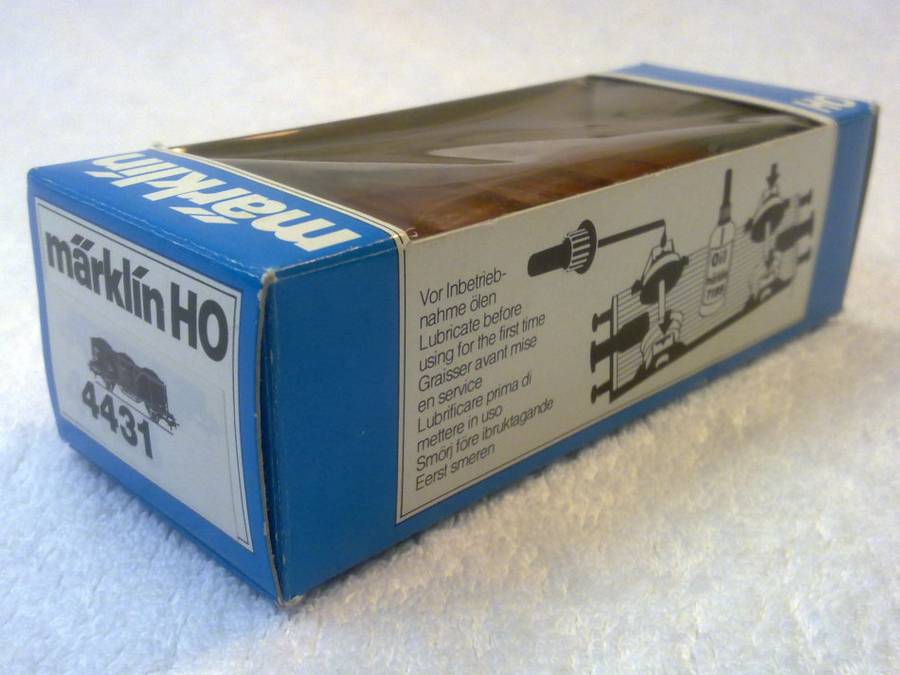 märklin
HO
märklin HO
4431
Vor Inbetrieb-
nahme ölen
Lubricate before
using for the first time
Graisser avant mise
en service
Lubrificare prima di
mettere in uso
Smörj före ibruktagande
Eerst smeren
Oil
7199